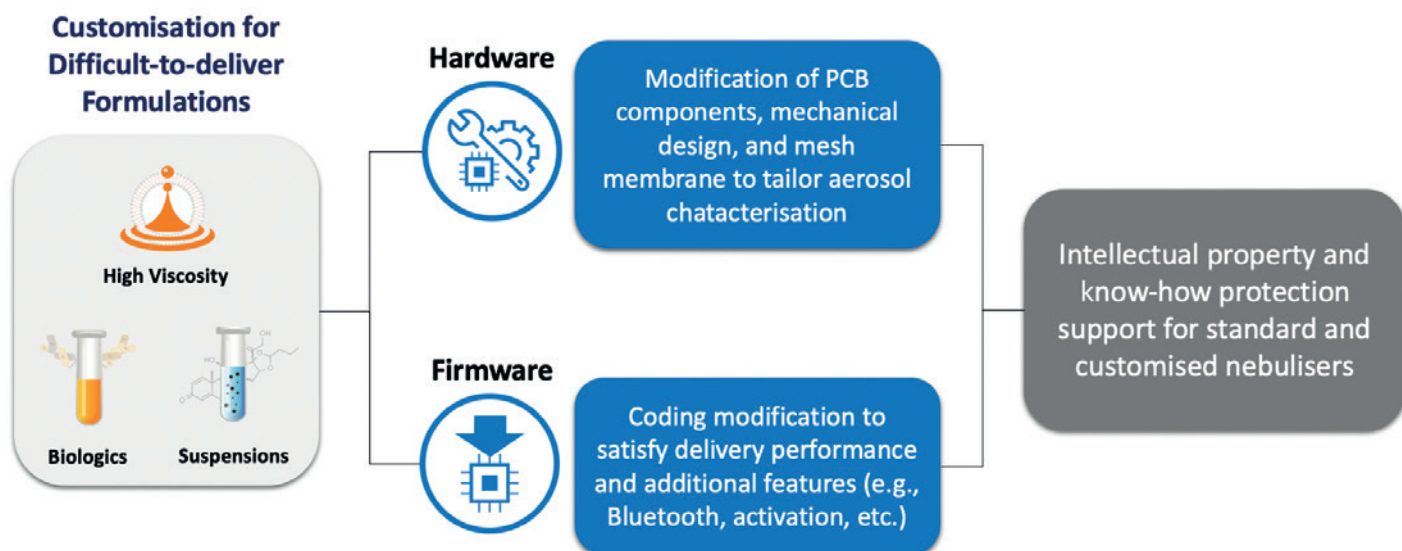 Customisation for
Difficult-to-deliver
Formulations
High Viscosity
Biologics
Suspensions
Hardware
Modification of PCB
components, mechanical
design, and mesh
membrane to tailor aerosol
chatacterisation
Firmware
Coding modification to
satisfy delivery performance
and additional features (e.g.,
Bluetooth, activation, etc.)
Intellectual property and
know-how protection
support for standard and
customised nebulisers